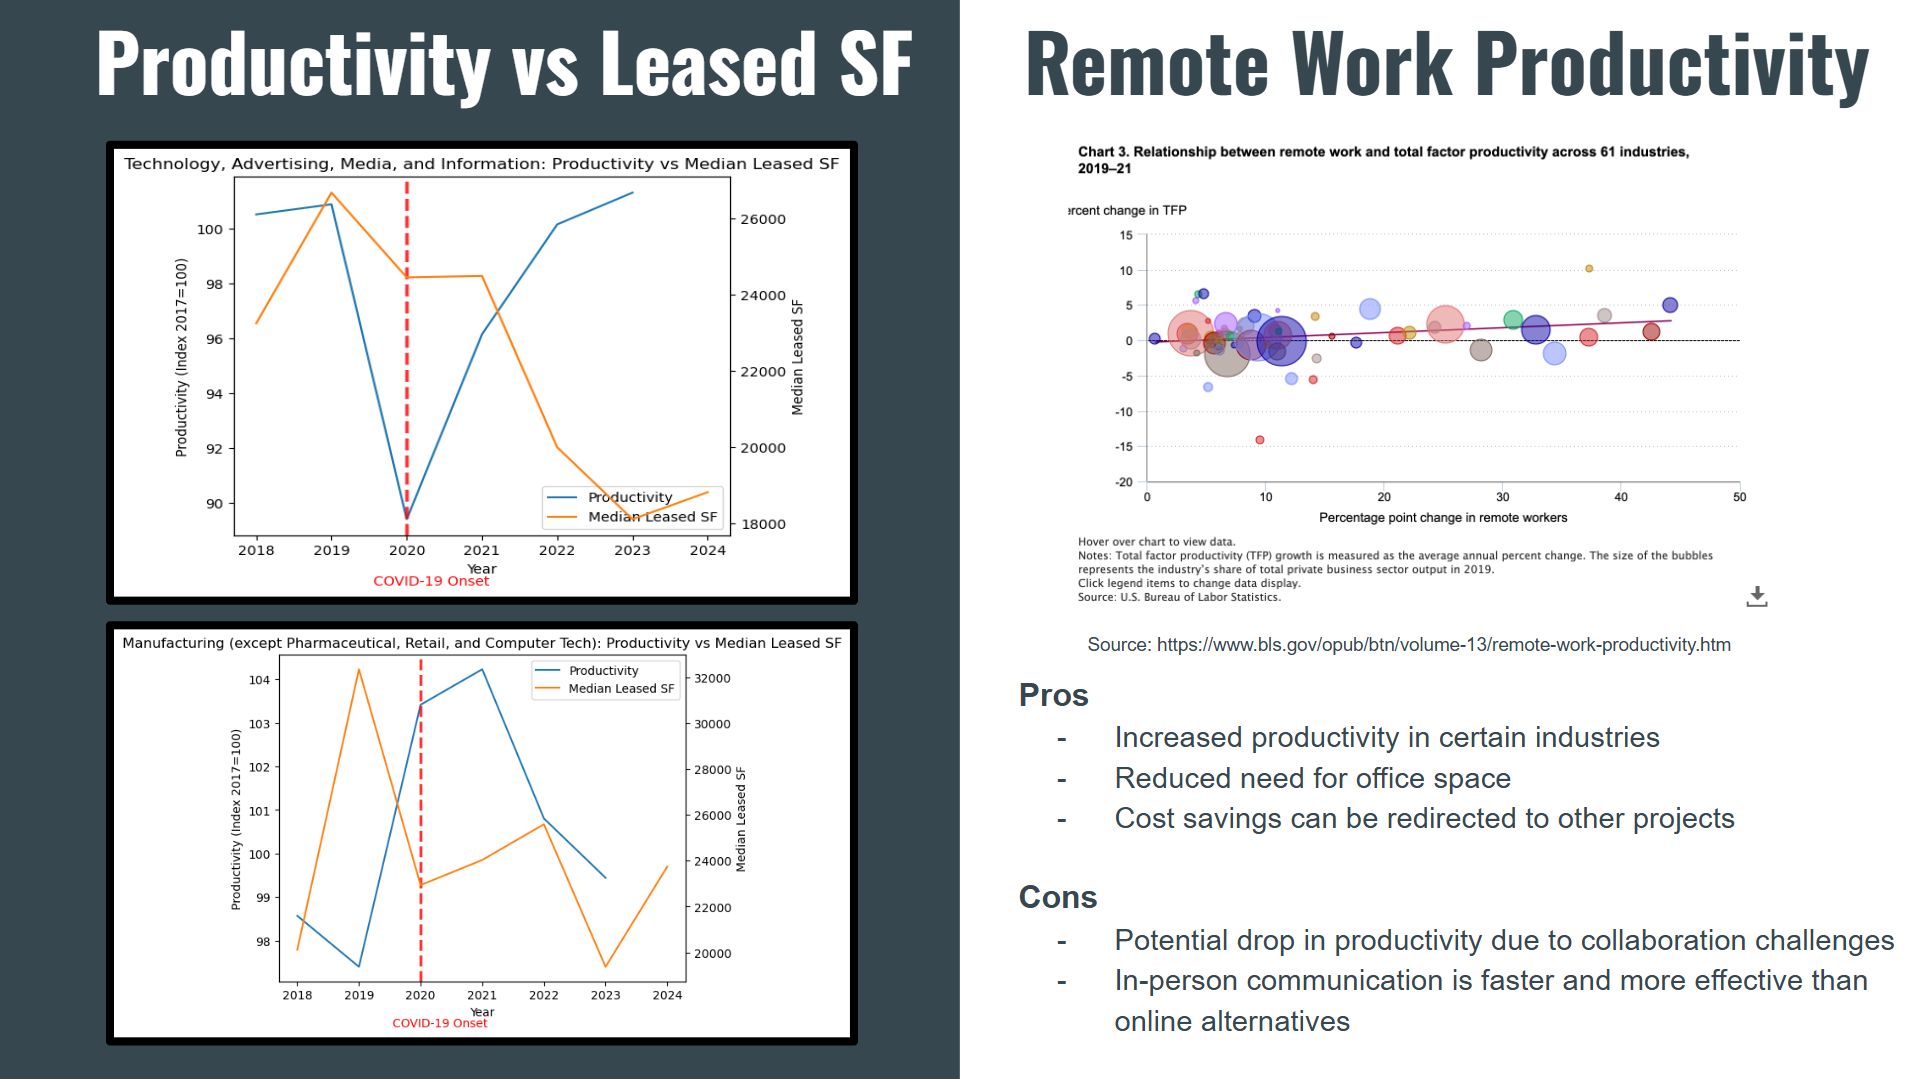 Productivity vs Leased SF
Technology, Advertising, Media, and Information: Productivity vs Median Leased SF
Productivity (Index 2017=100)
100
98
96
94
92
90
26000
24000
22000
20000
18000
Median Leased SF
Productivity
Median Leased SF
2018 2019 2020 2021 2022 2023 2024
Year
COVID-19 Onset
Manufacturing (except Pharmaceutical, Retail, and Computer Tech): Productivity vs Median Leased SF
Productivity (Index 2017=100)
104
103
102
101
100
99
98
Productivity
Median Leased SF
32000
30000
28000
26000
24000
22000
20000
Median Leased SF
2018 2019 2020 2021 2022 2023 2024
Year
COVID-19 Onset
Remote Work Productivity
Chart 3. Relationship between remote work and total factor productivity across 61 industries,
2019–21
ercent change in TFP
15
10
5
0
-5
-10
-15
-20
0 10 20 30 40 50
Percentage point change in remote workers
Hover over chart to view data.
Notes: Total factor productivity (TFP) growth is measured as the average annual percent change. The size of the bubbles
represents the industry's share of total private business sector output in 2019.
Click legend items to change data display.
Source: U.S. Bureau of Labor Statistics.
Source: https://www.bls.gov/opub/btn/volume-13/remote-work-productivity.htm
Pros
- Increased productivity in certain industries
- Reduced need for office space
- Cost savings can be redirected to other projects
Cons
- Potential drop in productivity due to collaboration challenges
- In-person communication is faster and more effective than
online alternatives